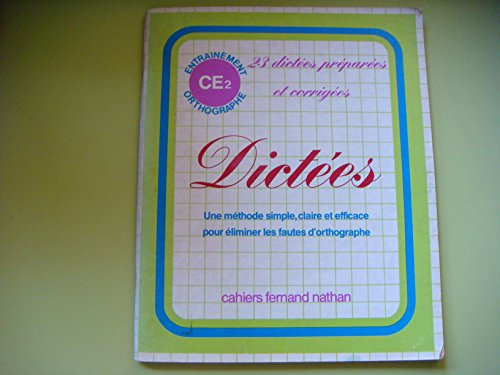 ENTRAINEMENT
CE2
ORTHOGRAPHE
23 dictées préparées
et corrigées
Dictées
Une méthode simple, claire et efficace
pour éliminer les fautes d'orthographe
cahiers fernand nathan